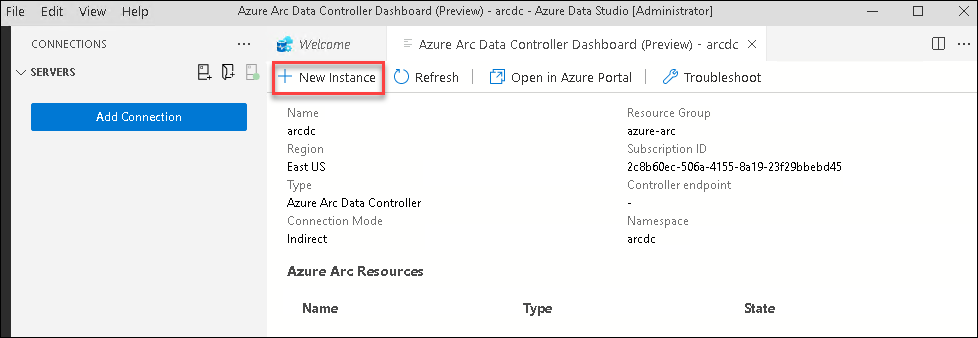 File Edit View Help Azure Arc Data Controller Dashboard (Preview) - arcdc - Azure Data Studio [Administrator]
CONNECTIONS ... Welcome Azure Arc Data Controller Dashboard (Preview) - arcdc
SERVERS
New Instance Refresh Open in Azure Portal Troubleshoot
Add Connection
Name Resource Group
arcdc azure-arc
Region Subscription ID
East US 2c8b60ec-506a-4155-8a19-23f29bbebd45
Type Controller endpoint
Azure Arc Data Controller -
Connection Mode Namespace
Indirect arcdc
Azure Arc Resources
Name Type State